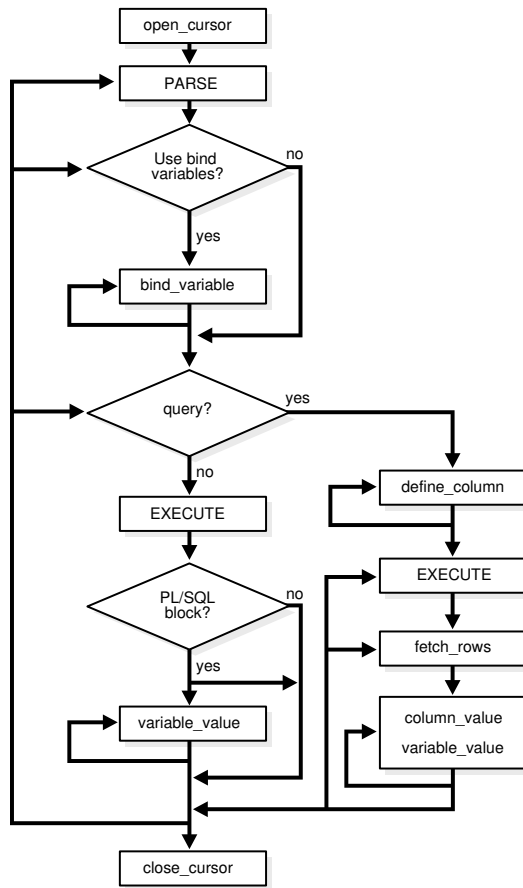 open_cursor
PARSE
Use bind
variables?
no
yes
bind_variable
query?
yes
no
define_column
EXECUTE
EXECUTE
PL/SQL
block?
no
yes
fetch_rows
variable_value
column_value
variable_value
close_cursor